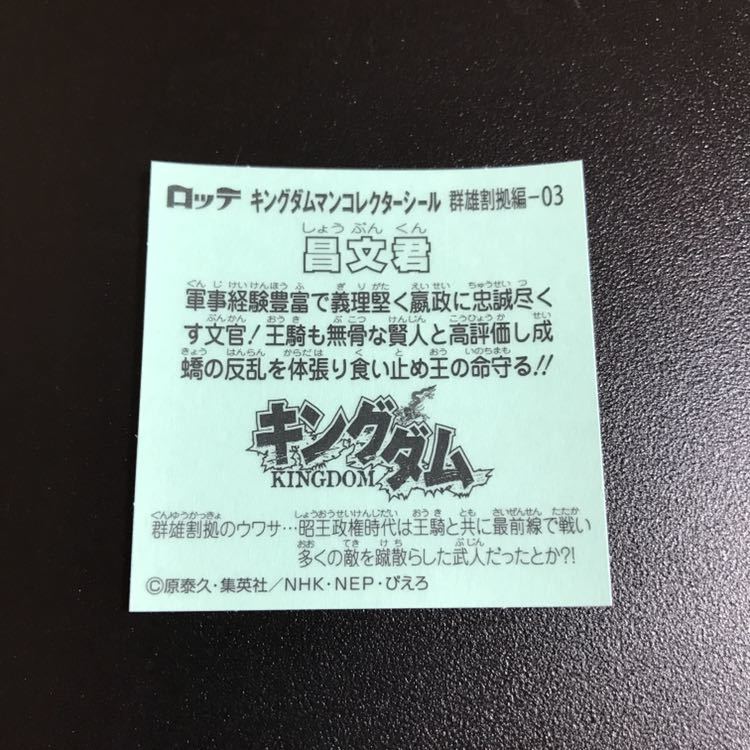 ロッテ キングダムマンコレクターシール 群雄割拠編-03
しょう ぶん くん
昌文君
ぐんじけいけんほうふ ぎりがた えいせい ちゅうせいつ
軍事経験豊富で義理堅く嬴政に忠誠尽く
ぶんかん おうき ぶこつ けんじん こうひょうか せい
す文官!王騎も無骨な賢人と高評価し成
きょう はんらん からだは く と おう いのちまも
蟜の反乱を体張り食い止め王の命守る!!
キングダム
KINGDOM
ぐんゆうかっきょ しょうおうせいけんじだい おうき とも さいぜんせん たたか
群雄割拠のウワサ…昭王政権時代は王騎と共に最前線で戦い
おお てき けち ぶじん
多くの敵を蹴散らした武人だったとか?!
©原泰久・集英社/NHK・NEP・ぴえろ